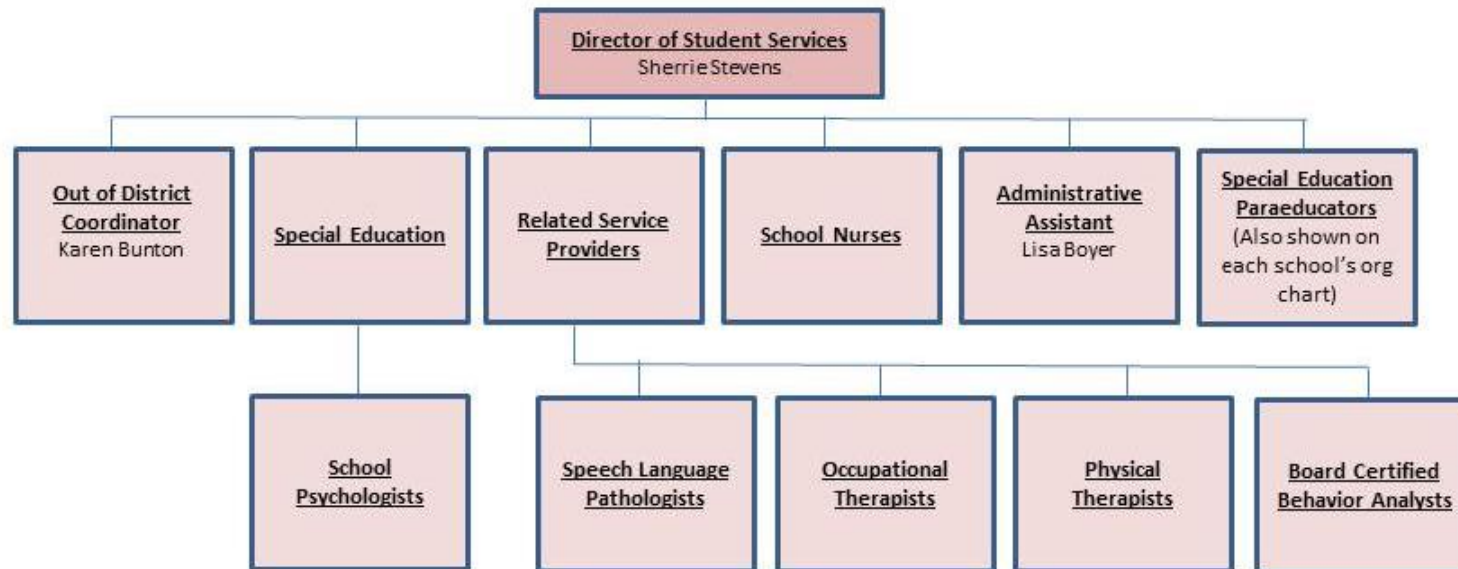 Director of Student Services
Sherrie Stevens
Out of District
Coordinator
Karen Bunton
Special Education
Related Service
Providers
School Nurses
Administrative
Assistant
Lisa Boyer
Special Education
Paraeducators
(Also shown on
each school's org
chart)
School
Psychologists
Speech Language
Pathologists
Occupational
Therapists
Physical
Therapists
Board Certified
Behavior Analysts